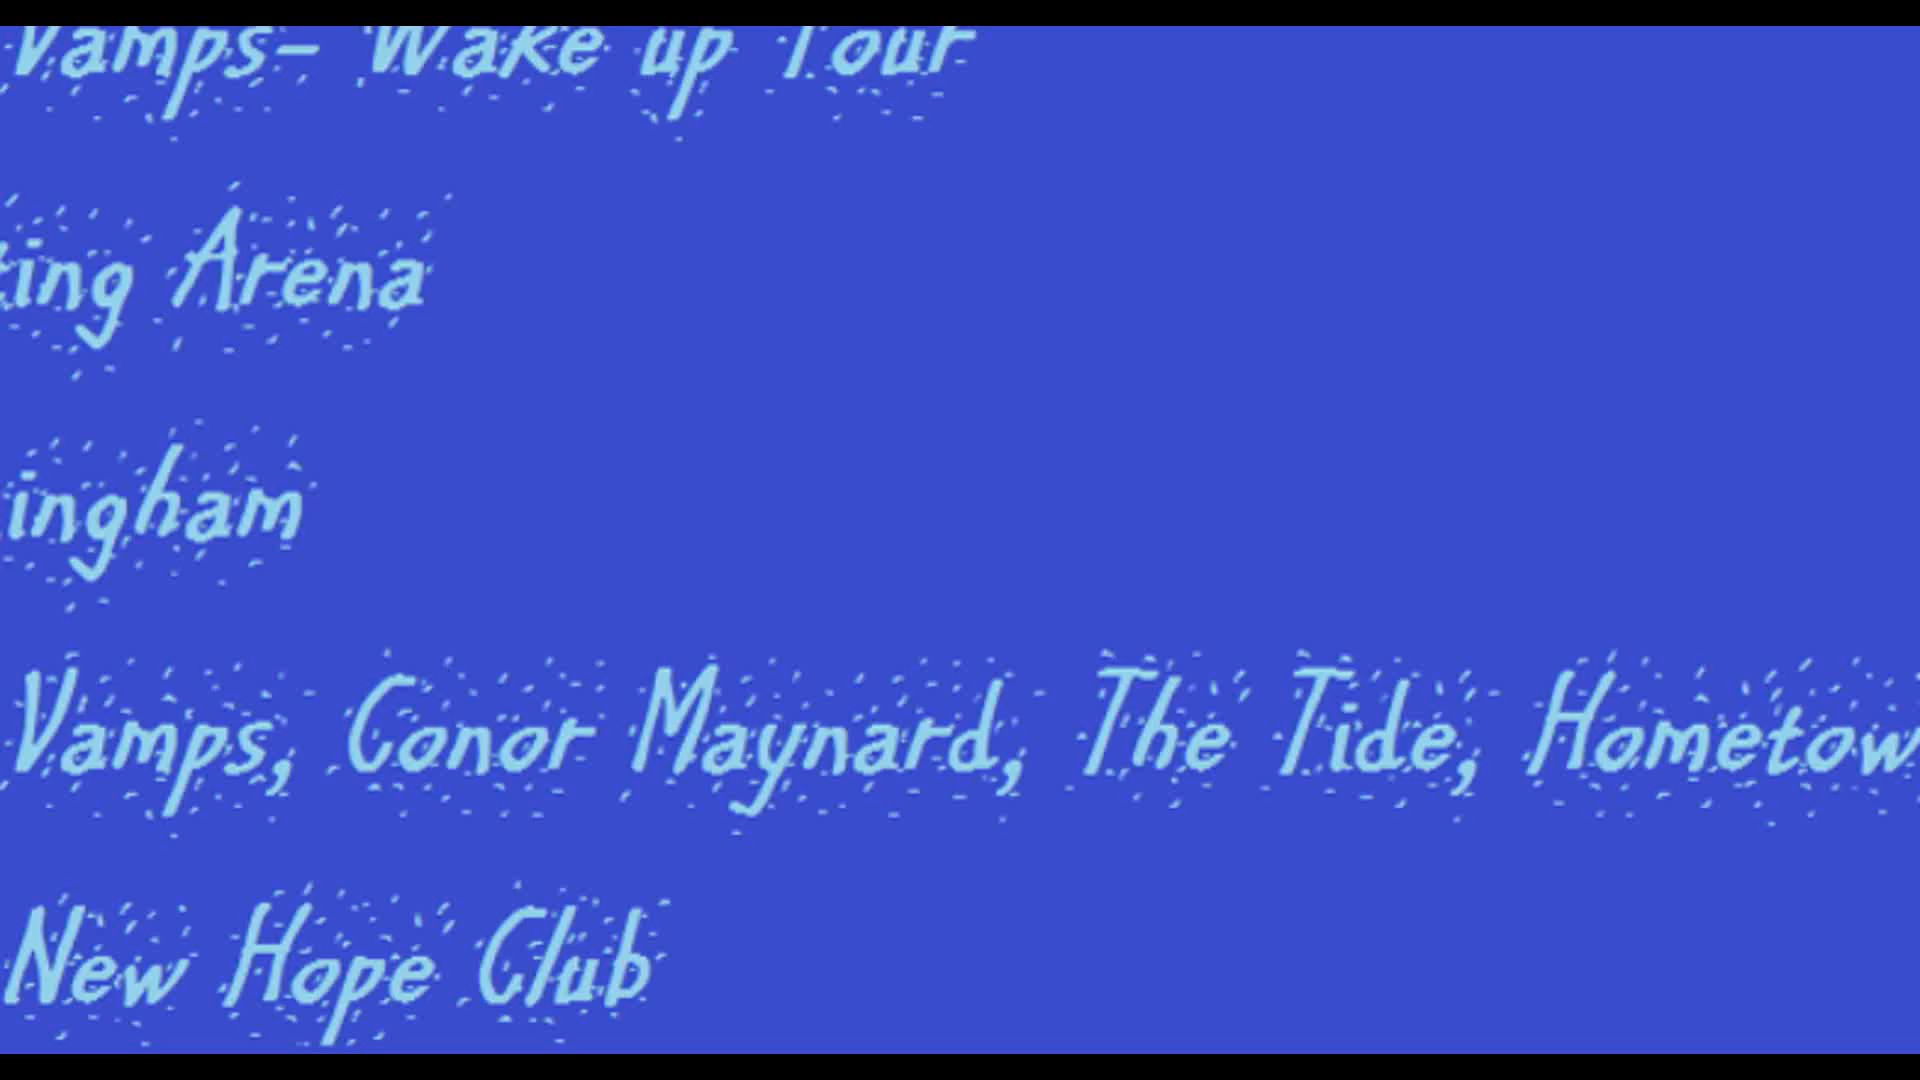 Vamps- Wake up Tour
ting Arena
ingham
Vamps, Conor Maynard, The Tide, Hometow
New Hope Club